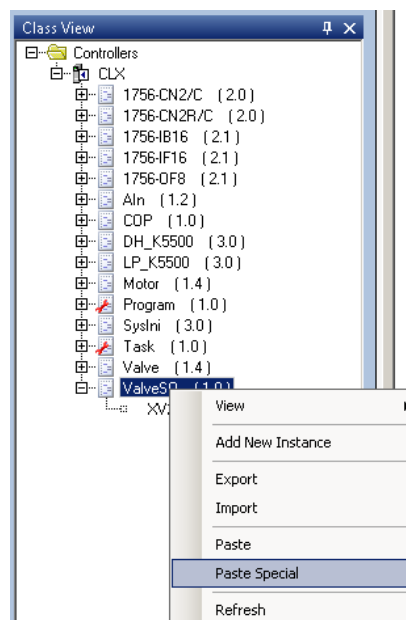 Class View
Controllers
CLX
1756-CN2/C (2.0)
1756-CN2R/C (2.0)
1756-IB16 (2.1)
1756-IF16 (2.1)
1756-OF8 (2.1)
AIn (1.2)
COP (1.0)
DH_K5500 (3.0)
LP_K5500 (3.0)
Motor (1.4)
Program (1.0)
SysIni (3.0)
Task (1.0)
Valve (1.4)
ValveSO (1.0)
View
Add New Instance
Export
Import
Paste
Paste Special
Refresh